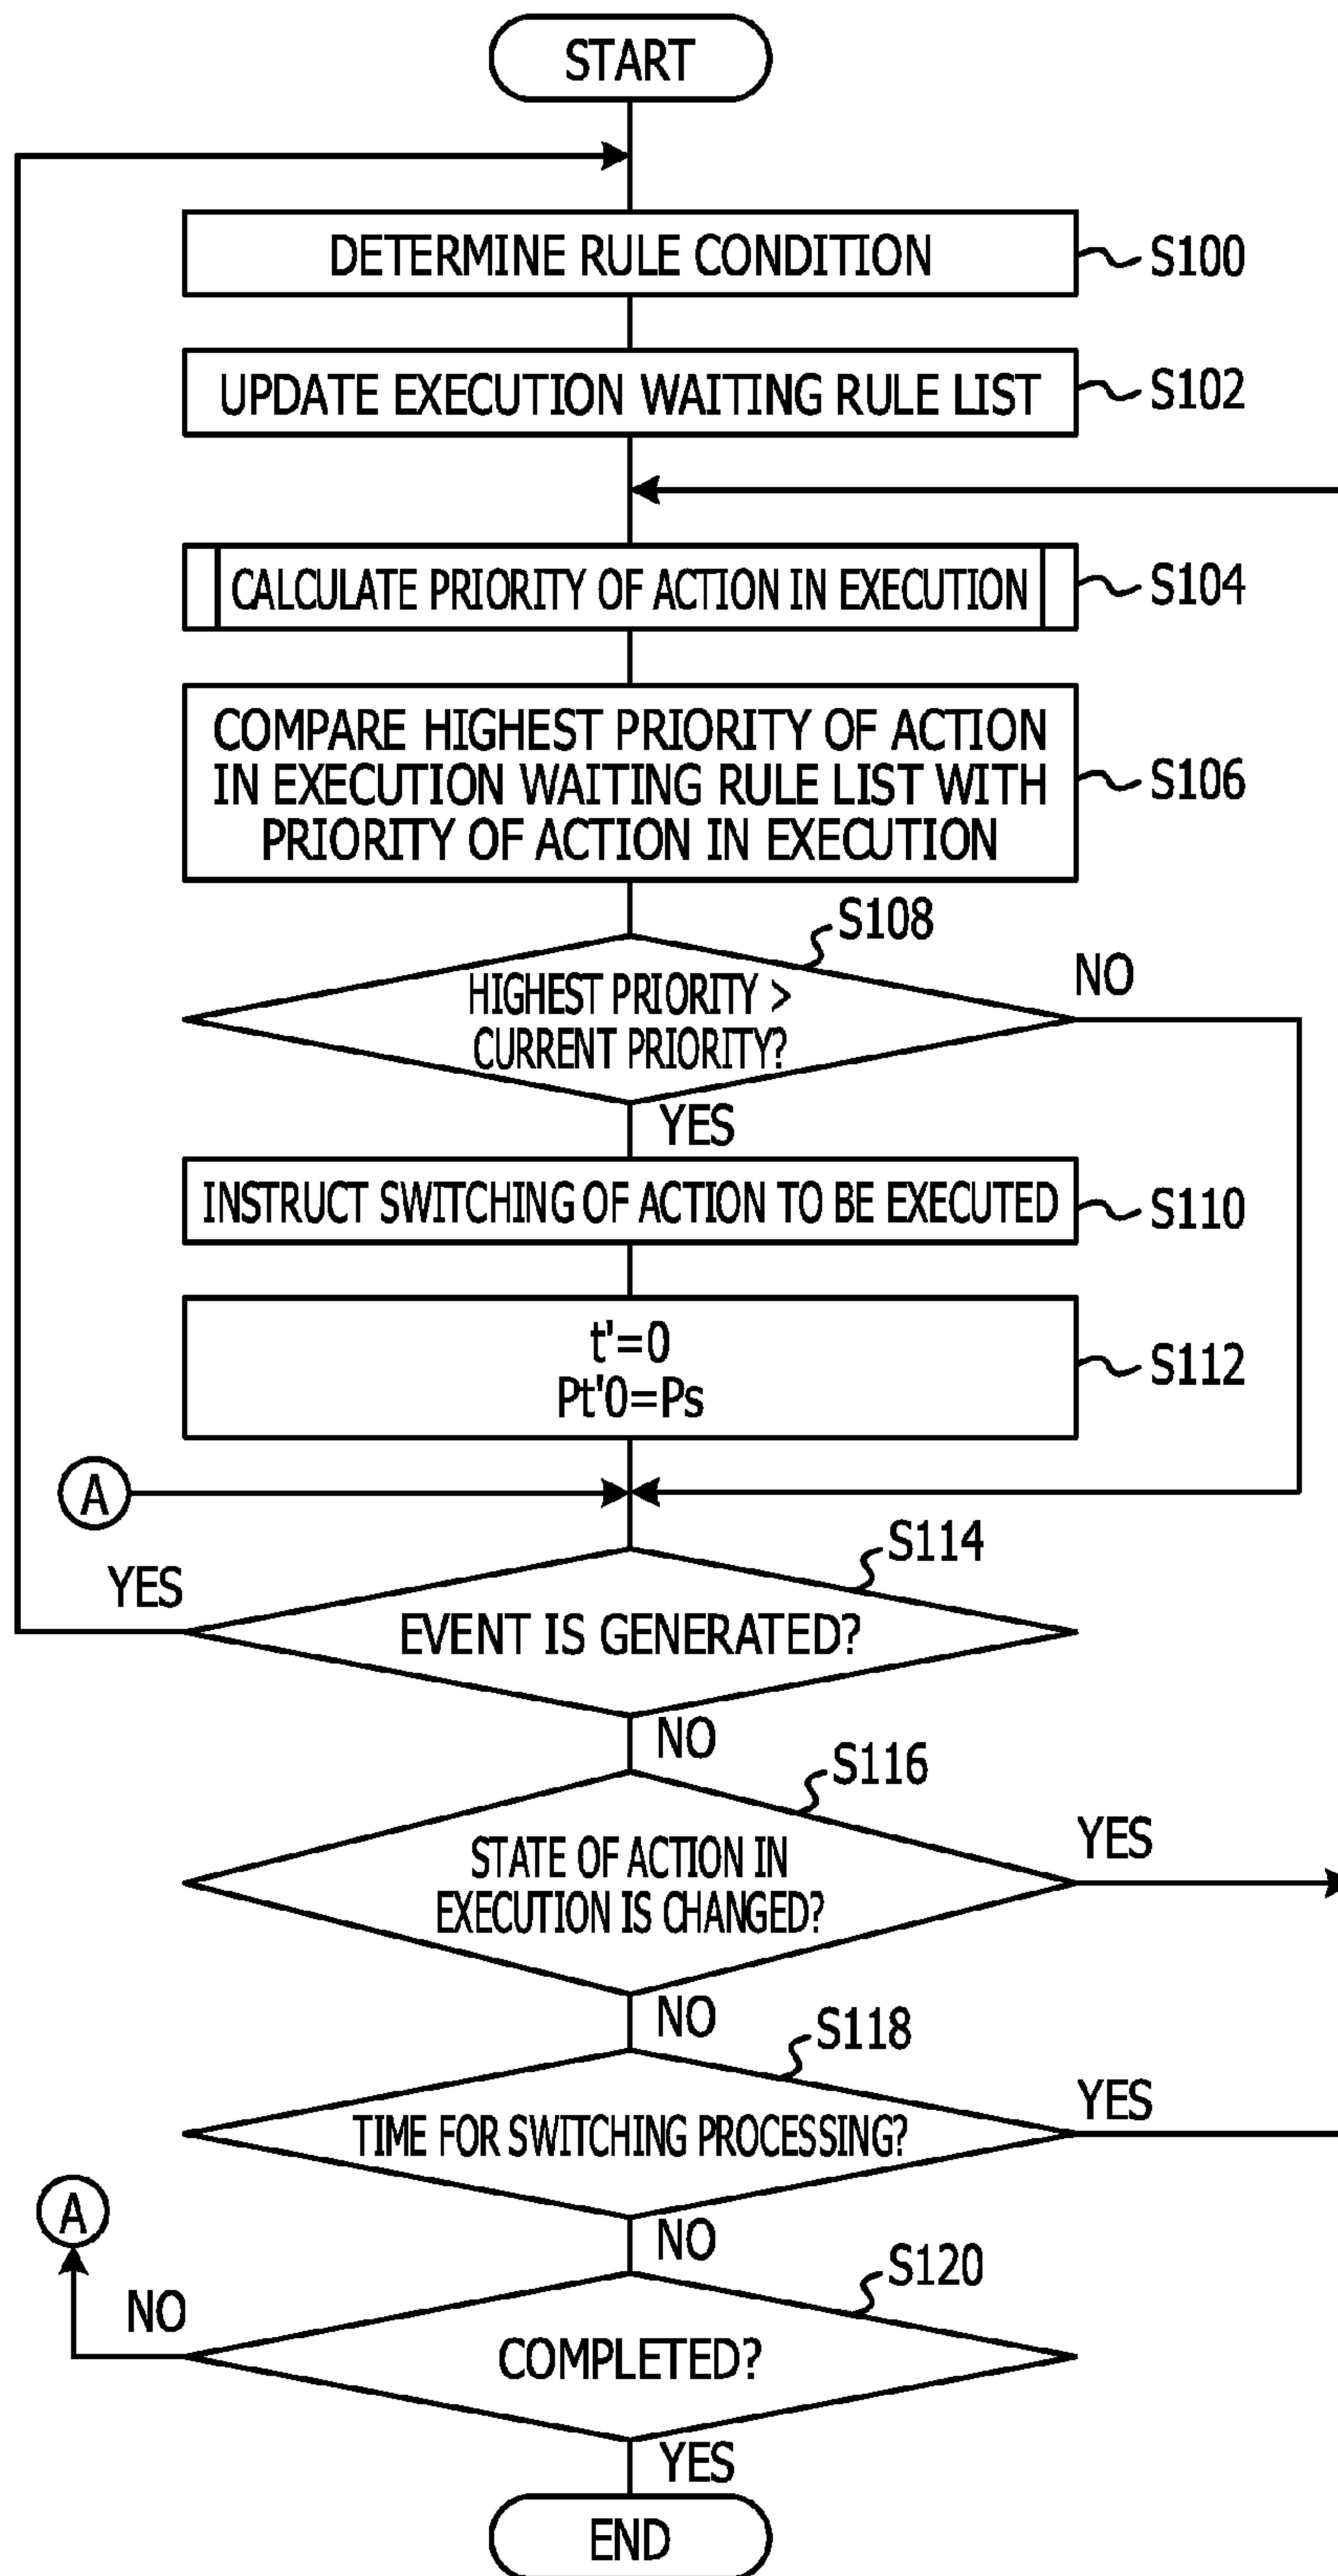 START
DETERMINE RULE CONDITION
S100
UPDATE EXECUTION WAITING RULE LIST
S102
CALCULATE PRIORITY OF ACTION IN EXECUTION
S104
COMPARE HIGHEST PRIORITY OF ACTION
IN EXECUTION WAITING RULE LIST WITH
PRIORITY OF ACTION IN EXECUTION
S106
S108
HIGHEST PRIORITY >
CURRENT PRIORITY?
NO
YES
INSTRUCT SWITCHING OF ACTION TO BE EXECUTED
S110
t'=0
Pt'0=Ps
S112
A
S114
YES
EVENT IS GENERATED?
NO
S116
STATE OF ACTION IN
EXECUTION IS CHANGED?
YES
NO
S118
TIME FOR SWITCHING PROCESSING?
YES
A
NO
S120
NO
COMPLETED?
YES
END